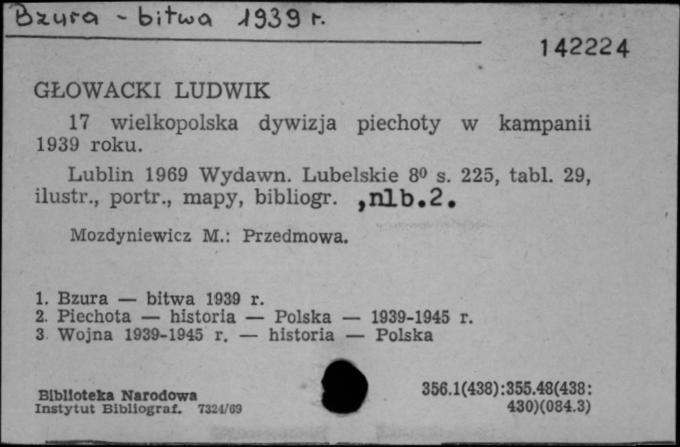 Bzura - bitwa 1939 r.
142224
GŁOWACKI LUDWIK
17 wielkopolska dywizja piechoty w kampanii
1939 roku.
Lublin 1969 Wydawn. Lubelskie 8⁰ s. 225, tabl. 29,
ilustr., portr., mapy, bibliogr. ,nlb.2.
Mozdyniewicz M.: Przedmowa.
1. Bzura — bitwa 1939 r.
2. Piechota — historia — Polska — 1939-1945 r.
3. Wojna 1939-1945 r. — historia — Polska
Biblioteka Narodowa
Instytut Bibliograf. 7324/69
356.1(438):355.48(438:
430)(084.3)